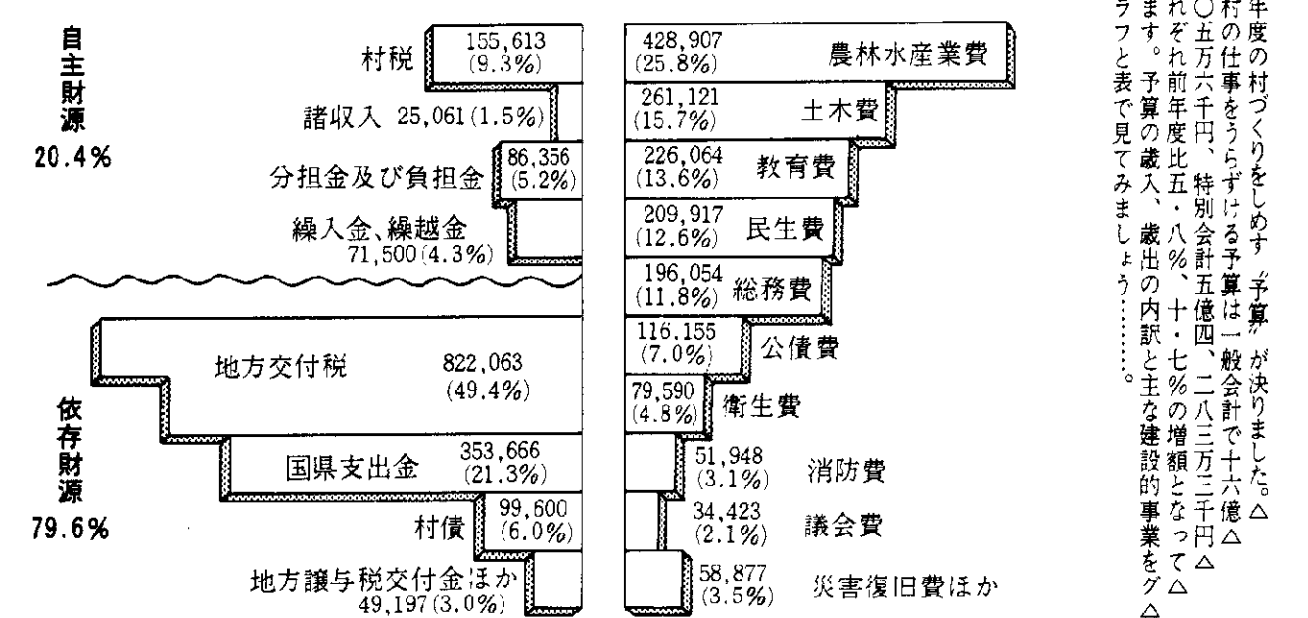 年度の村づくりをしめす〝予算〟が決りました。△
村の仕事をうらずける予算は一般会計で十六億△
〇五万六千円、特別会計五億四、二八三万三千円△
れぞれ前年度比五・八%、十・七%の増額となって△
ます。予算の歳入、歳出の内訳と主な建設的事業をグ△
ラフと表で見てみましょう………。
自主財源
20.4%
村税 155,613
(9.3%)
諸収入 25,061(1.5%)
分担金及び負担金 86,356
(5.2%)
繰入金、繰越金
71,500(4.3%)
依存財源
79.6%
地方交付税 822,063
(49.4%)
国県支出金 353,666
(21.3%)
村債 99,600
(6.0%)
地方譲与税交付金ほか
49,197(3.0%)
428,907
(25.8%) 農林水産業費
261,121
(15.7%) 土木費
226,064
(13.6%) 教育費
209,917
(12.6%) 民生費
196,054
(11.8%) 総務費
116.155
(7.0%) 公債費
79,590
(4.8%) 衛生費
51,948
(3.1%) 消防費
34,423
(2.1%) 議会費
58,877
(3.5%) 災害復旧費ほか